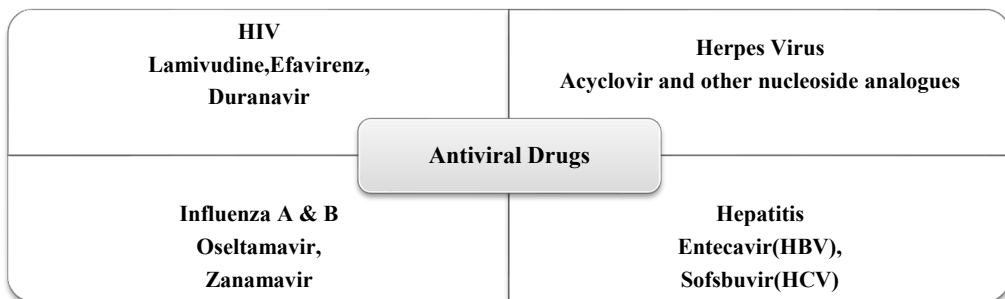 HIV
Lamivudine,Efavirenz,
Duranavir
Herpes Virus
Acyclovir and other nucleoside analogues
Antiviral Drugs
Influenza A & B
Oseltamavir,
Zanamavir
Hepatitis
Entecavir(HBV),
Sofsbuvir(HCV)